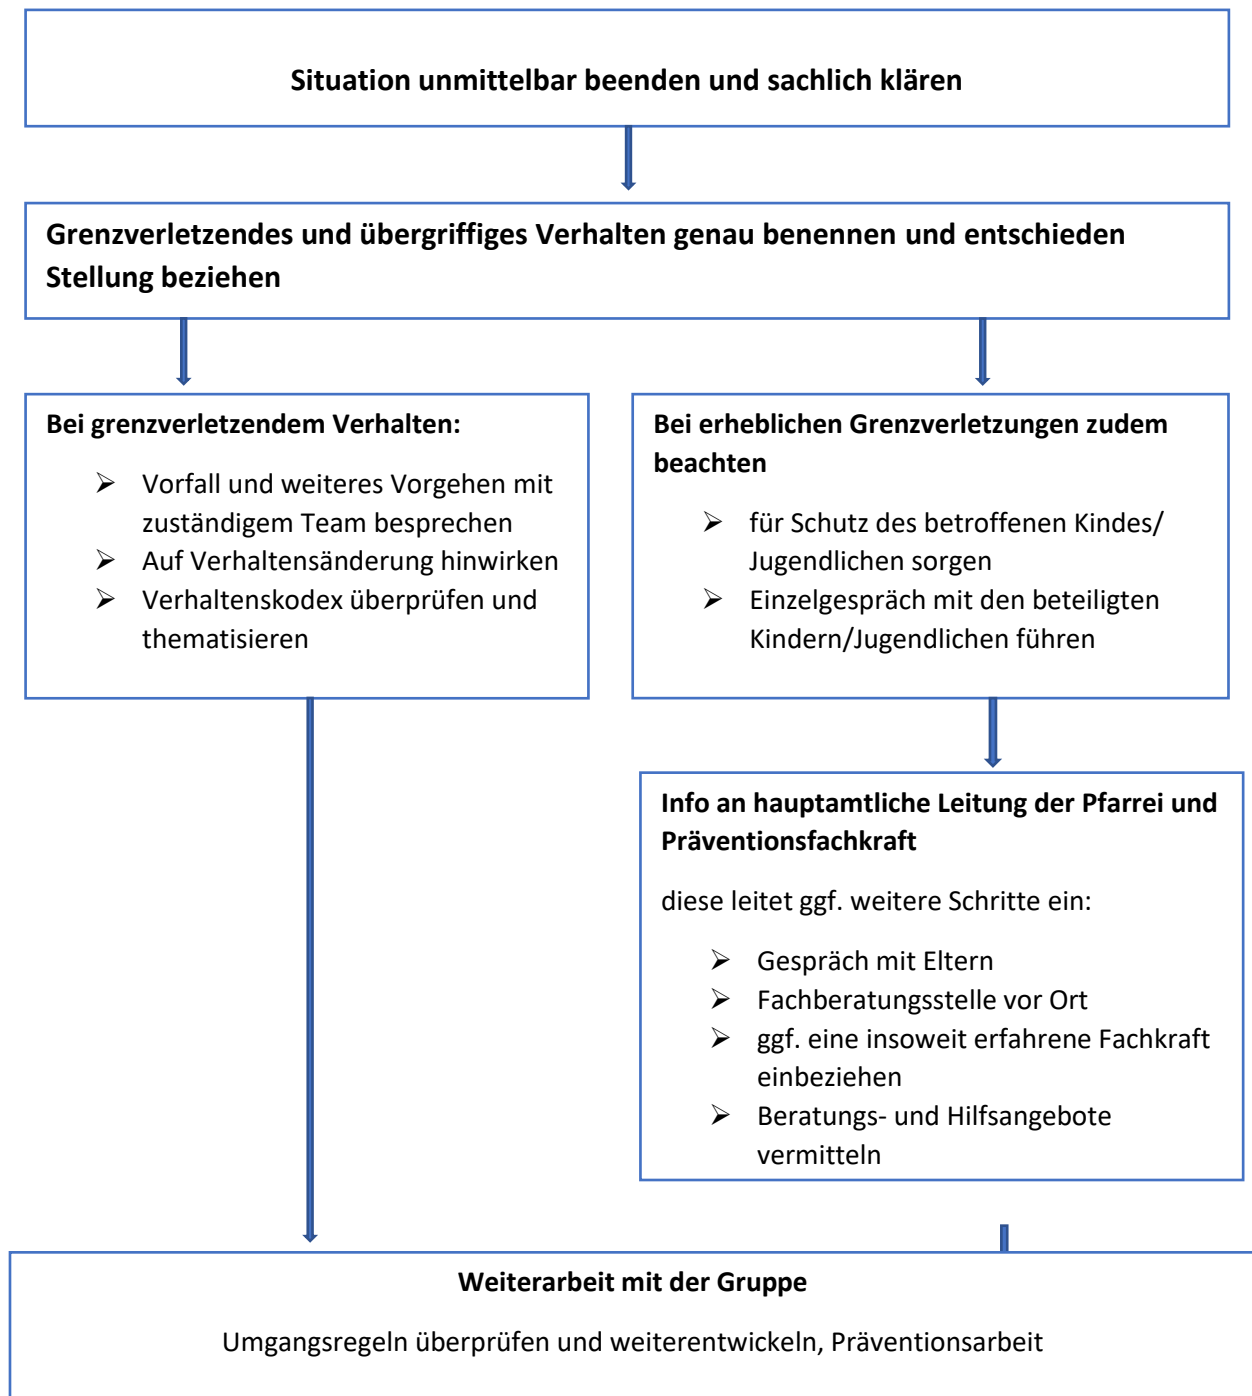 Situation unmittelbar beenden und sachlich klären
Grenzverletzendes und übergriffiges Verhalten genau benennen und entschieden
Stellung beziehen
Bei grenzverletzendem Verhalten:
➢ Vorfall und weiteres Vorgehen mit
zuständigem Team besprechen
➢ Auf Verhaltensänderung hinwirken
➢ Verhaltenskodex überprüfen und
thematisieren
Bei erheblichen Grenzverletzungen zudem
beachten
➢ für Schutz des betroffenen Kindes/
Jugendlichen sorgen
➢ Einzelgespräch mit den beteiligten
Kindern/Jugendlichen führen
Info an hauptamtliche Leitung der Pfarrei und
Präventionsfachkraft
diese leitet ggf. weitere Schritte ein:
➢ Gespräch mit Eltern
➢ Fachberatungsstelle vor Ort
➢ ggf. eine insoweit erfahrene Fachkraft
einbeziehen
➢ Beratungs- und Hilfsangebote
vermitteln
Weiterarbeit mit der Gruppe
Umgangsregeln überprüfen und weiterentwickeln, Präventionsarbeit